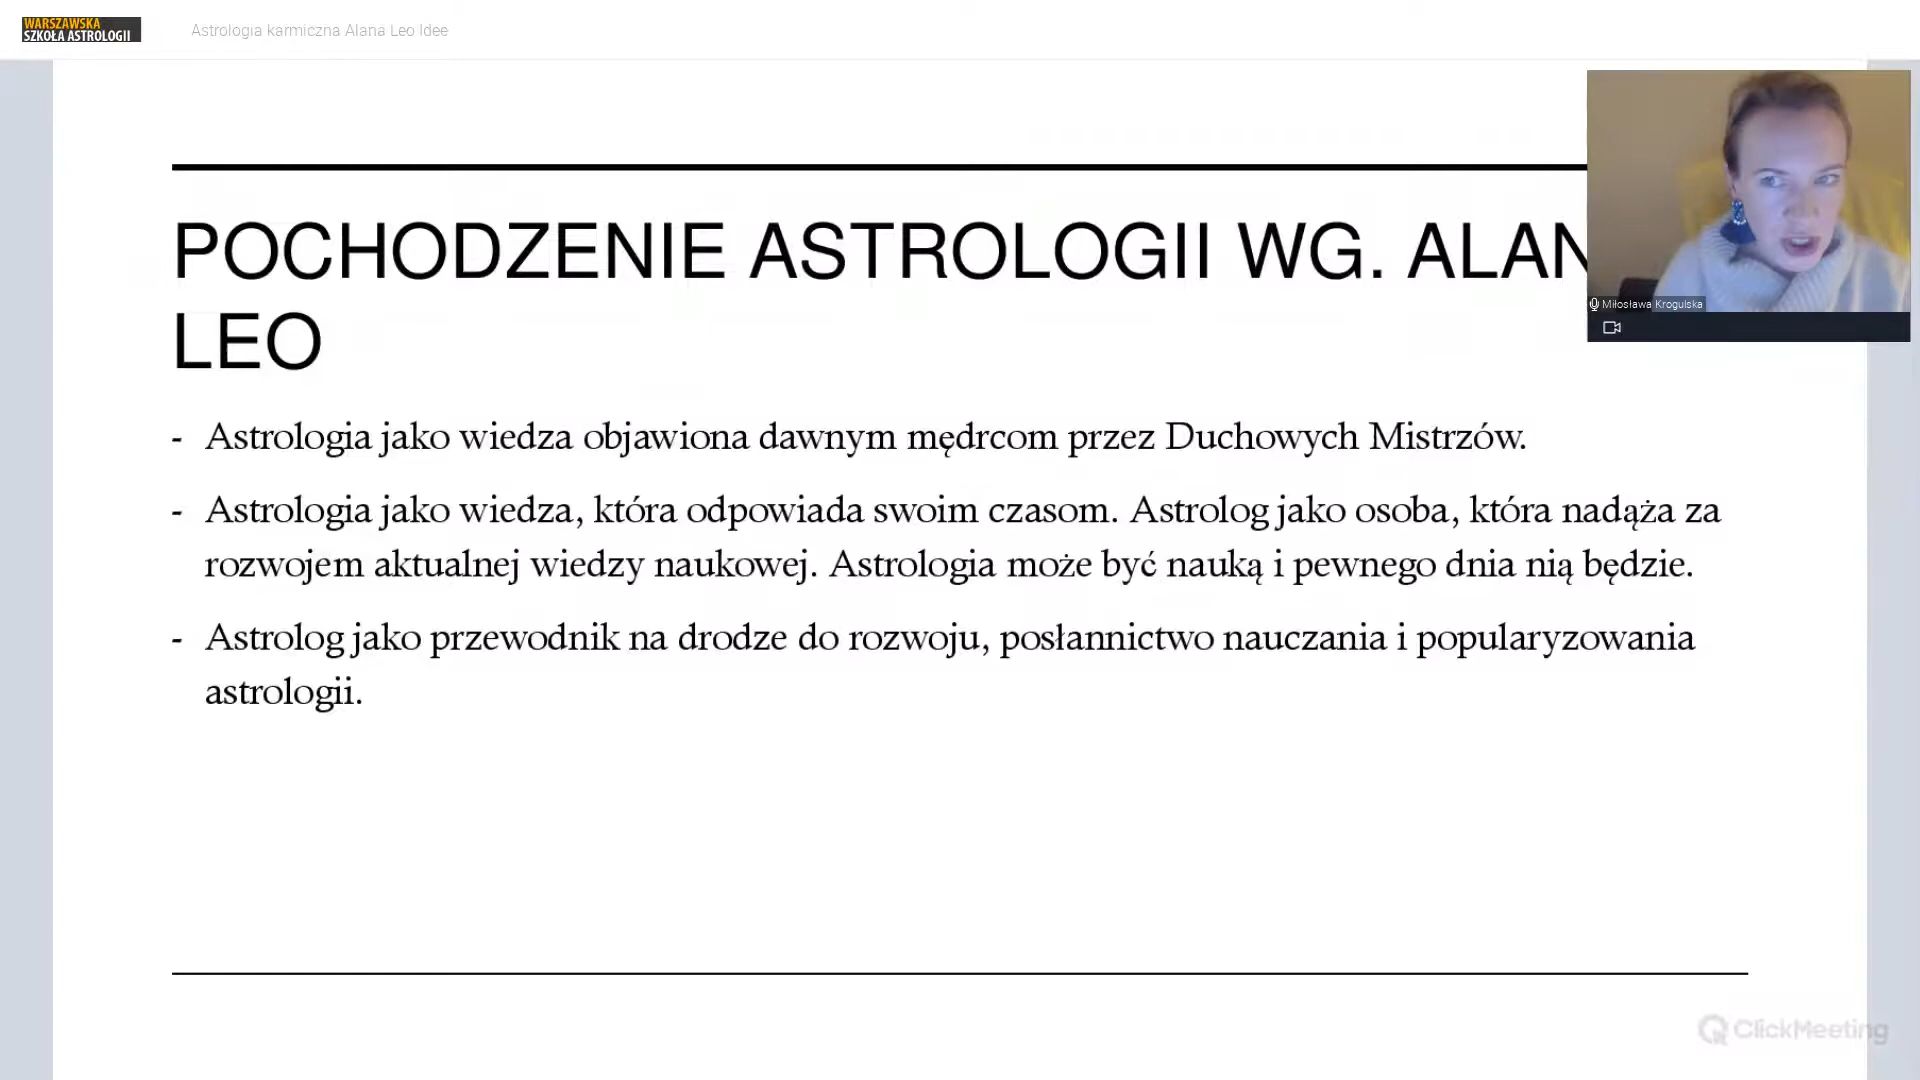 WARSZAWSKA
SZKOŁA ASTROLOGII
Astrologia karmiczna Alana Leo Idee
POCHODZENIE ASTROLOGII WG. ALAN
LEO
Miłosława Krogulska
- Astrologia jako wiedza objawiona dawnym mędrcom przez Duchowych Mistrzów.
- Astrologia jako wiedza, która odpowiada swoim czasom. Astrolog jako osoba, która nadąża za
rozwojem aktualnej wiedzy naukowej. Astrologia może być nauką i pewnego dnia nią będzie.
- Astrolog jako przewodnik na drodze do rozwoju, posłannictwo nauczania i popularyzowania
astrologii.
ClickMeeting